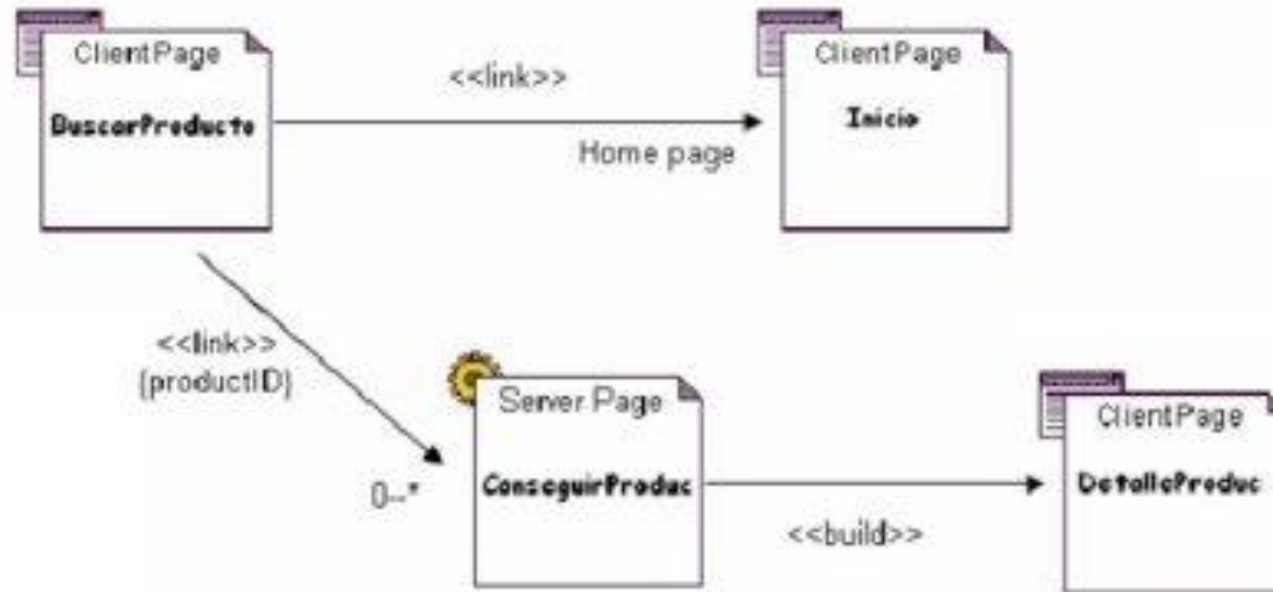 ClientPage
BuscarProducto
<<link>>
Home page
ClientPage
Inicio
<<link>>
{productID}
0--*
Server Page
ConseguirProduc
<<build>>
ClientPage
DetalleProduc